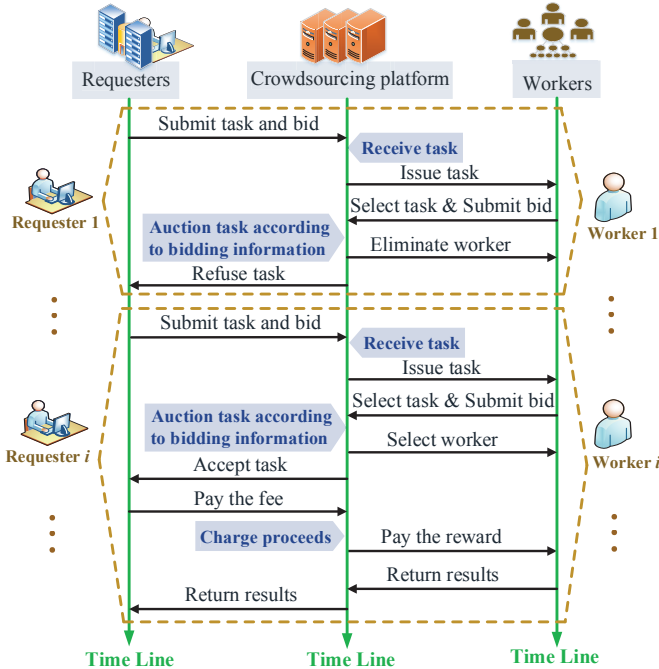 Requesters
Crowdsourcing platform
Workers
Submit task and bid
Receive task
Issue task
Select task & Submit bid
Requester 1
Worker 1
Auction task according
to bidding information
Eliminate worker
Refuse task
Submit task and bid
Receive task
Issue task
Select task & Submit bid
Auction task according
to bidding information
Requester i
Worker i
Select worker
Accept task
Pay the fee
Charge proceeds
Pay the reward
Return results
Return results
Time Line
Time Line
Time Line